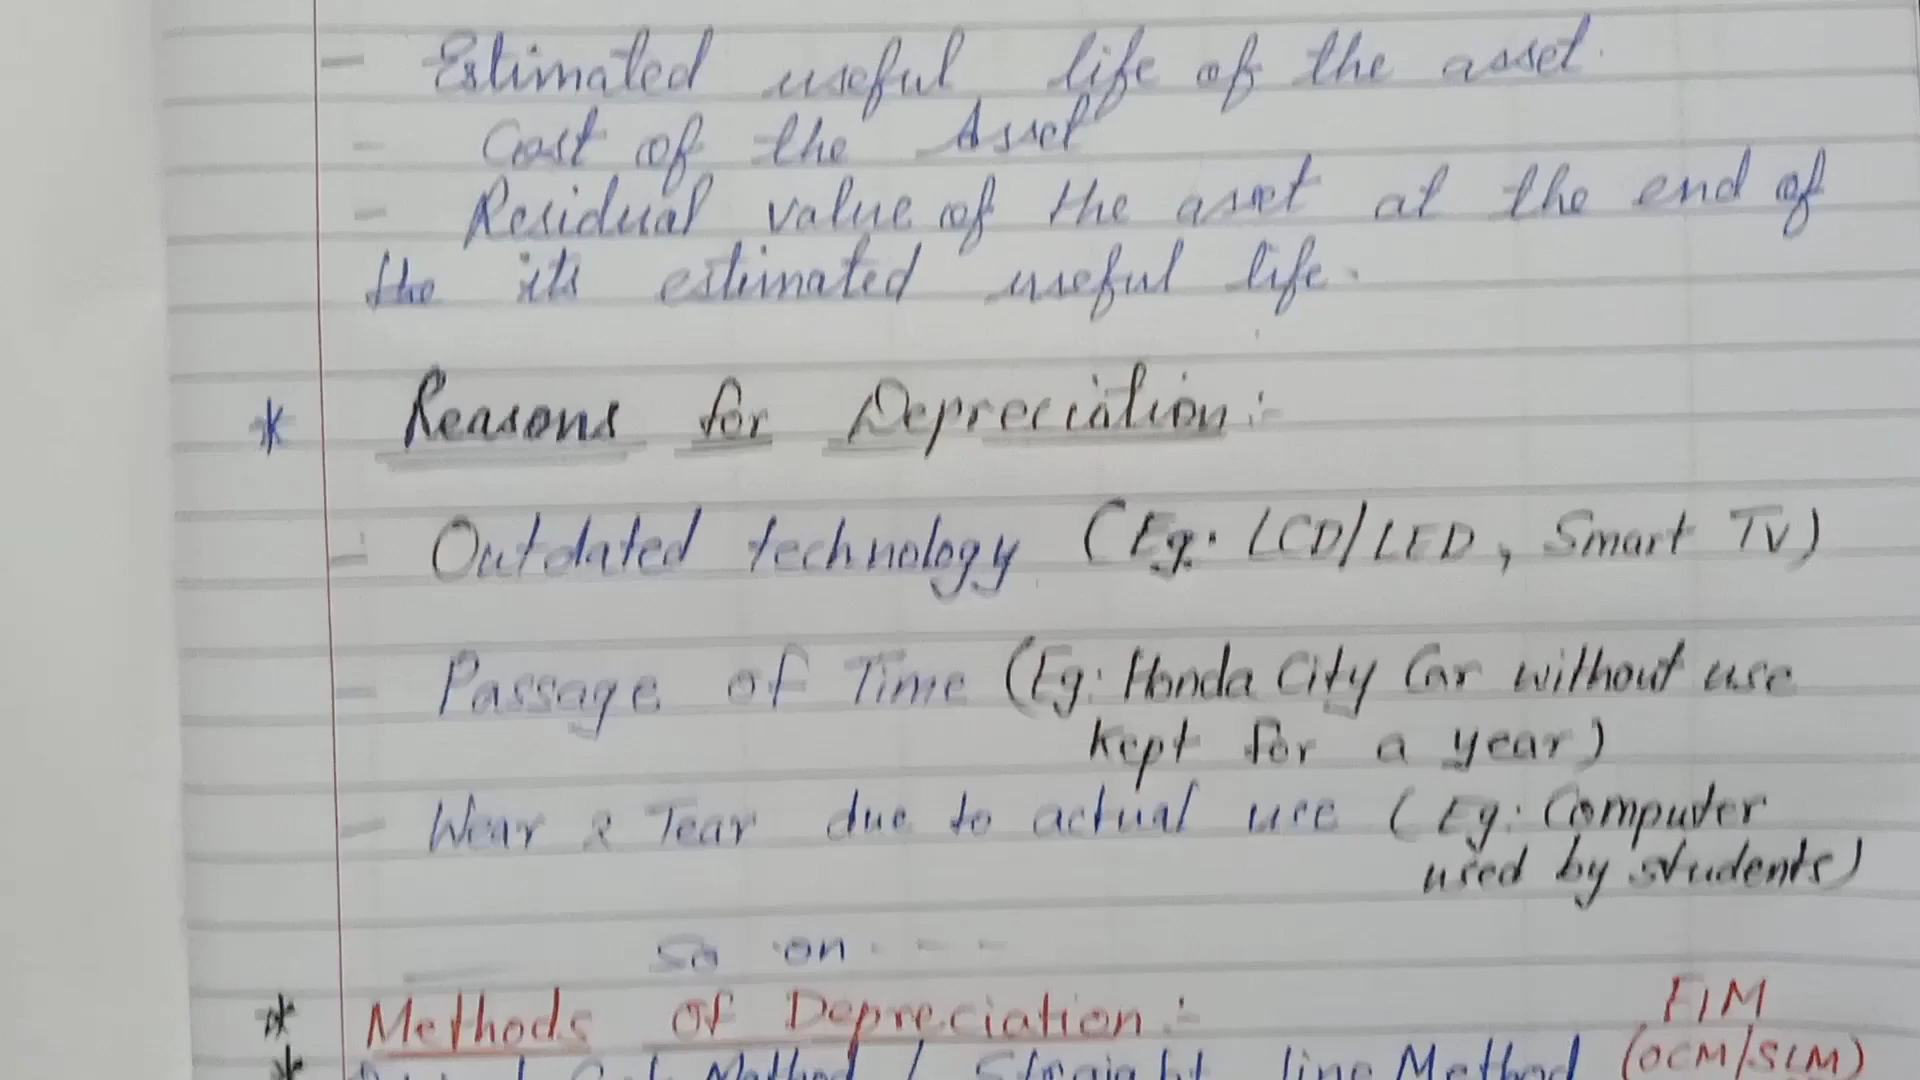 - Estimated useful life of the asset.
- Cost of the Asset
- Residual value of the asset at the end of
the its estimated useful life.
* Reasons for Depreciation :-
- Outdated technology (Eg: LCD/LED, Smart TV)
- Passage of Time (Eg: Honda City Car without use
kept for a year)
- Wear & Tear due to actual use (Eg: Computer
used by students)
so on - - -
* Methods of Depreciation :-
FIM
* Method / Straight line Method (OCM/SLM)